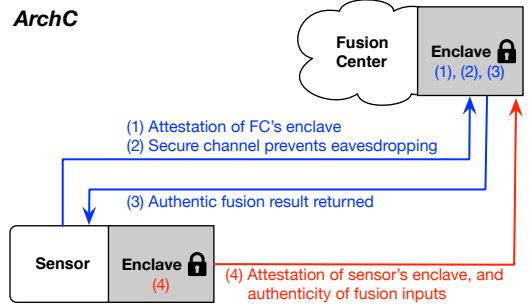 ArchC
Fusion
Center
Enclave
(1), (2), (3)
(1) Attestation of FC's enclave
(2) Secure channel prevents eavesdropping
(3) Authentic fusion result returned
Sensor
Enclave
(4)
(4) Attestation of sensor's enclave, and
authenticity of fusion inputs